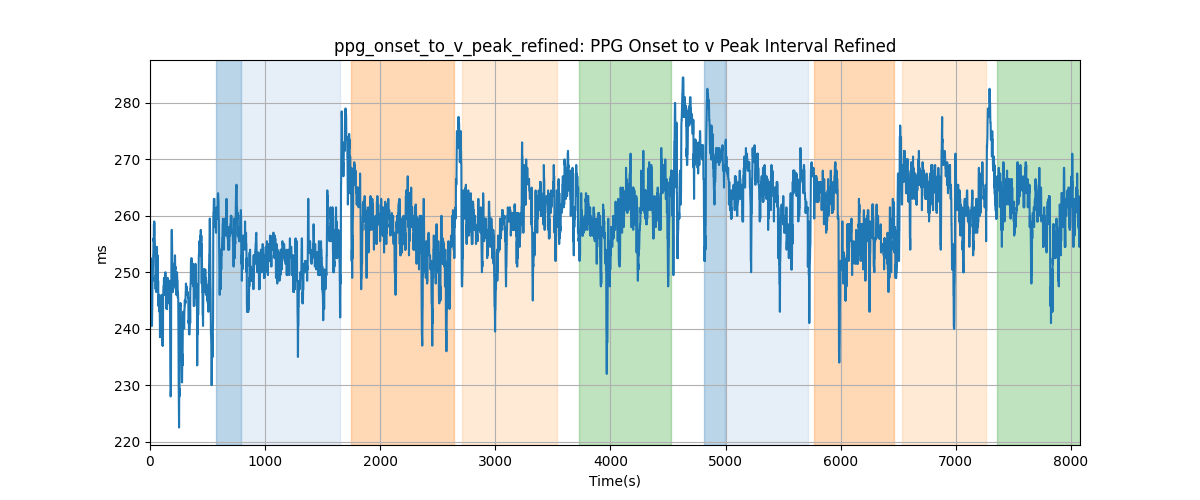 ppg_onset_to_v_peak_refined: PPG Onset to v Peak Interval Refined
280
270
260
250
240
230
220
ms
0 1000 2000 3000 4000 5000 6000 7000 8000
Time(s)